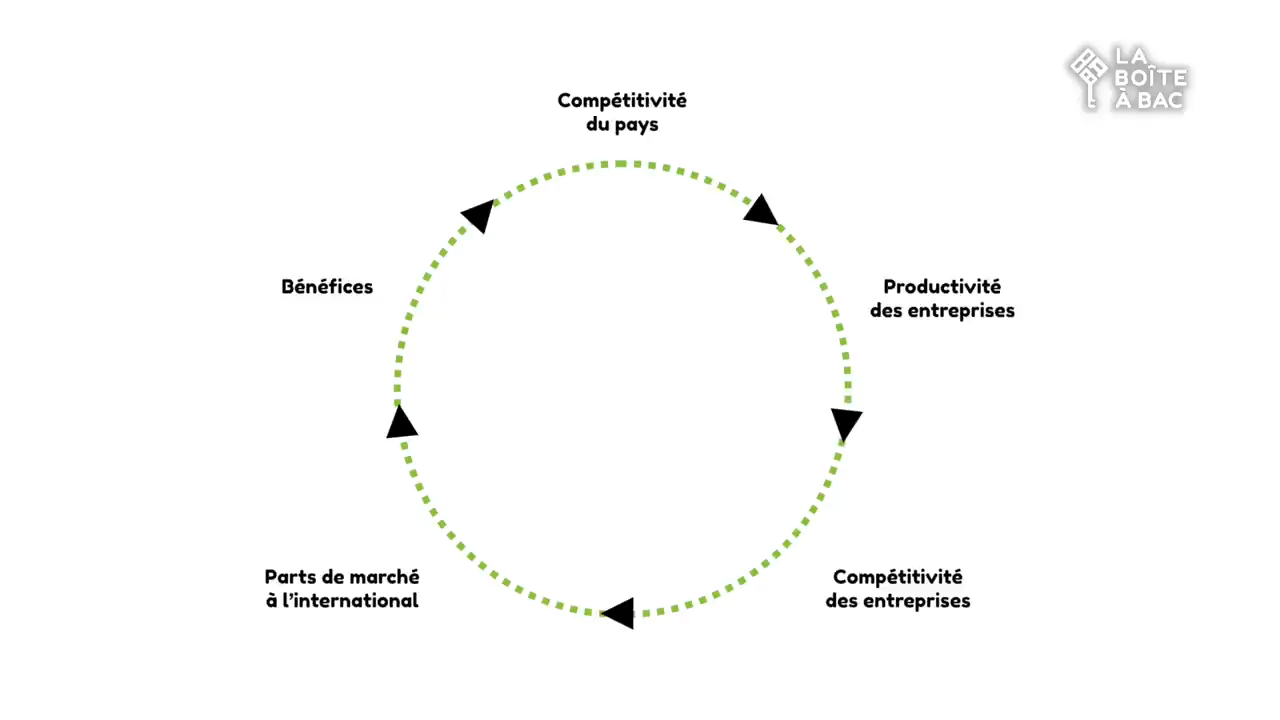 LA
BOÎTE
À BAC
Compétitivité
du pays
Productivité
des entreprises
Compétitivité
des entreprises
Parts de marché
à l'international
Bénéfices